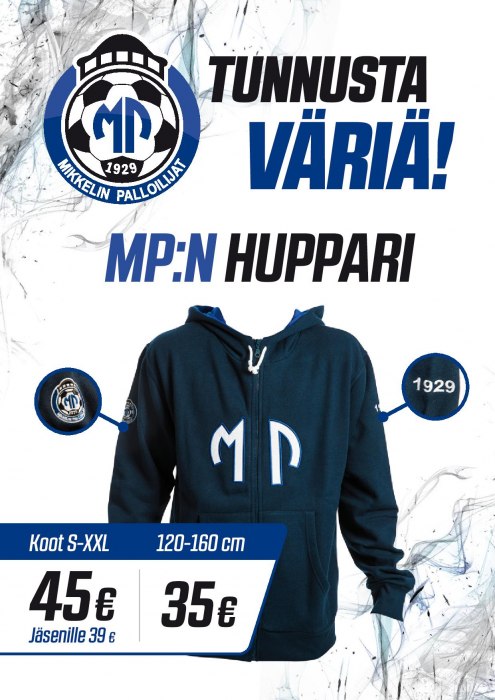 TUNNUSTA
VÄRIÄ!
MP
1929
MIKKELIN PALLOILIJAT
MP:N HUPPARI
1929
MP
Koot S-XXL
45 €
Jäsenille 39 €
120-160 cm
35 €